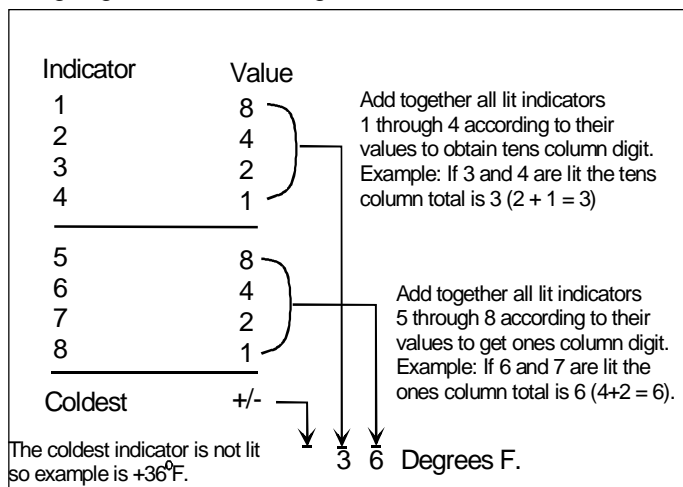 Indicator Value
1 8
2 4
3 2
4 1
Add together all lit indicators
1 through 4 according to their
values to obtain tens column digit.
Example: If 3 and 4 are lit the tens
column total is 3 (2 + 1 = 3)
5 8
6 4
7 2
8 1
Add together all lit indicators
5 through 8 according to their
values to get ones column digit.
Example: If 6 and 7 are lit the
ones column total is 6 (4+2 = 6).
Coldest +/-
The coldest indicator is not lit
so example is +36°F.
3 6 Degrees F.